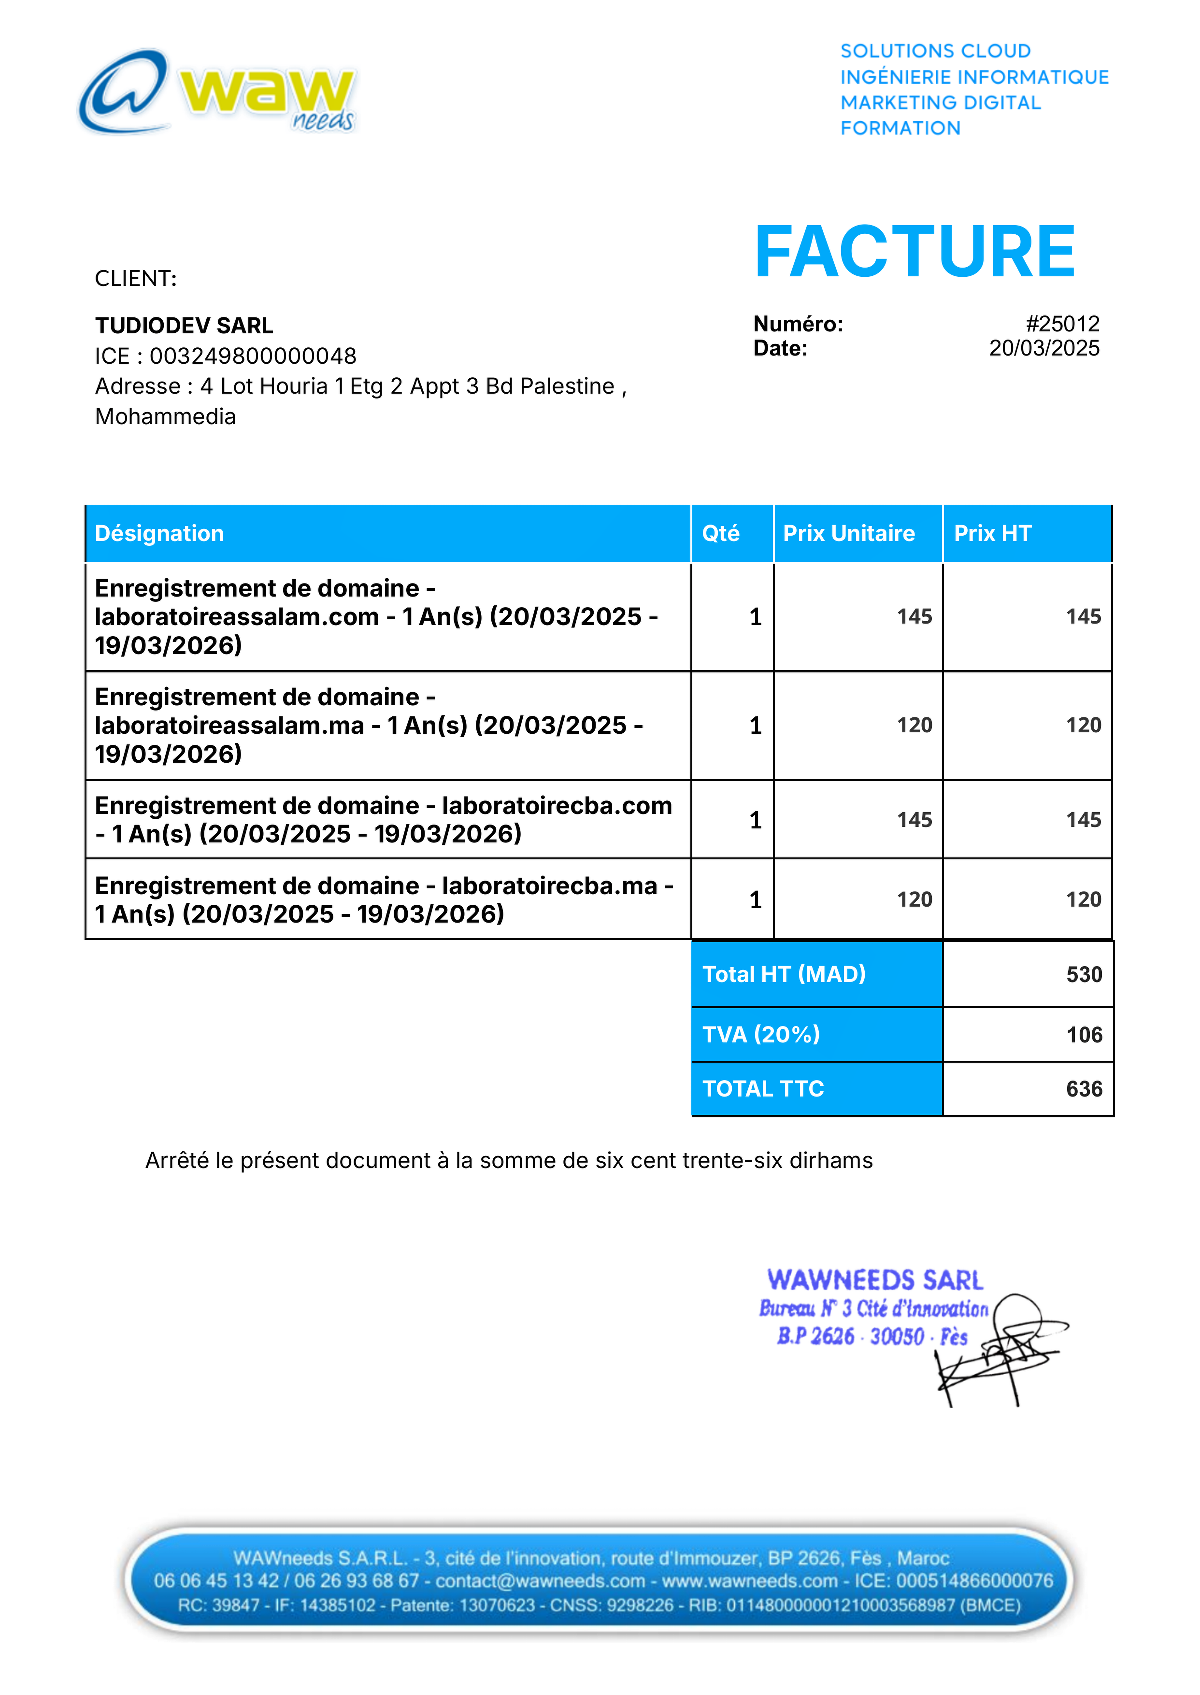 waw
needs
SOLUTIONS CLOUD
INGÉNIERIE INFORMATIQUE
MARKETING DIGITAL
FORMATION
FACTURE
CLIENT:
TUDIODEV SARL
ICE : 003249800000048
Adresse : 4 Lot Houria 1 Etg 2 Appt 3 Bd Palestine ,
Mohammedia
Numéro: #25012
Date: 20/03/2025
Désignation Qté Prix Unitaire Prix HT
Enregistrement de domaine -
laboratoireassalam.com - 1 An(s) (20/03/2025 -
19/03/2026)
1 145 145
Enregistrement de domaine -
laboratoireassalam.ma - 1 An(s) (20/03/2025 -
19/03/2026)
1 120 120
Enregistrement de domaine - laboratoirecba.com
- 1 An(s) (20/03/2025 - 19/03/2026)
1 145 145
Enregistrement de domaine - laboratoirecba.ma -
1 An(s) (20/03/2025 - 19/03/2026)
1 120 120
Total HT (MAD) 530
TVA (20%) 106
TOTAL TTC 636
Arrêté le présent document à la somme de six cent trente-six dirhams
WAWNEEDS SARL
Bureau N° 3 Cité d'innovation
B.P 2626 - 30050 - Fès
WAWneeds S.A.R.L. - 3, cité de l'innovation, route d'Immouzer, BP 2626, Fès , Maroc
06 06 45 13 42 / 06 26 93 68 67 - contact@wawneeds.com - www.wawneeds.com - ICE: 000514866000076
RC: 39847 - IF: 14385102 - Patente: 13070623 - CNSS: 9298226 - RIB: 011480000001210003568987 (BMCE)